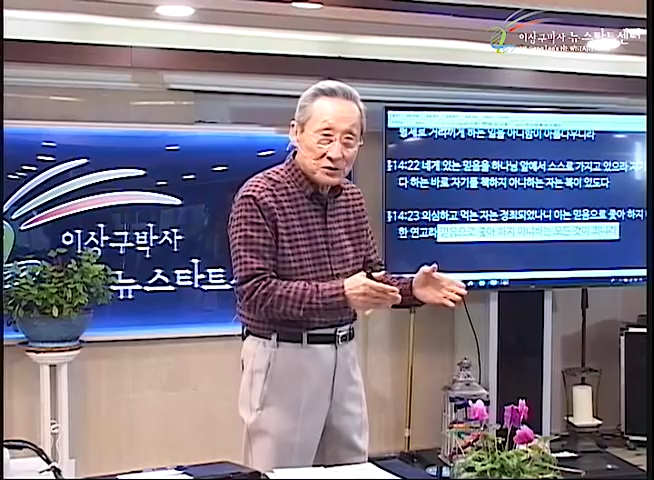 이상구박사 뉴스타트센터
형제로 거리끼게 하는 일을 아니함이 아름다우니라
롬14:22 네게 있는 믿음을 하나님 앞에서 스스로 가지고 있으라 자기
다 하는 바로 자기를 책하지 아니하는 자는 복이 있도다
롬14:23 의심하고 먹는 자는 정죄되었나니 이는 믿음으로 좇아 하지
한 연고라 믿음으로 좇아 하지 아니하는 모든 것이 죄니라
이상구박사
뉴스타트